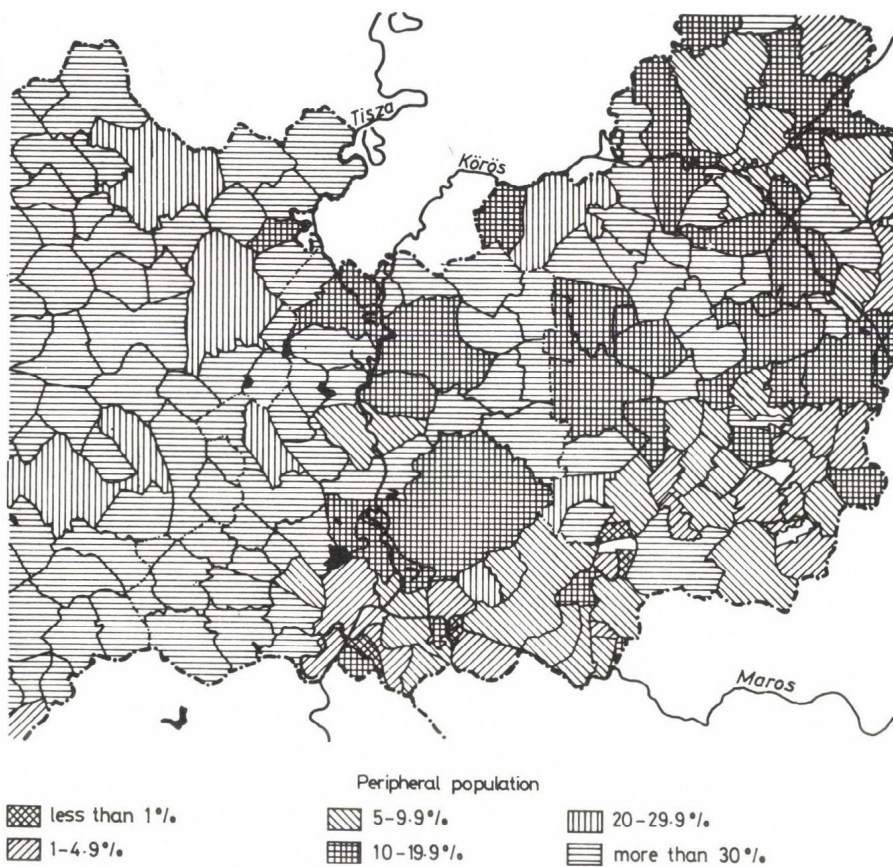 Tisza
Körös
Maros
Peripheral population
less than 1%
1-4.9%
5-9.9%
10-19.9%
20-29.9%
more than 30%